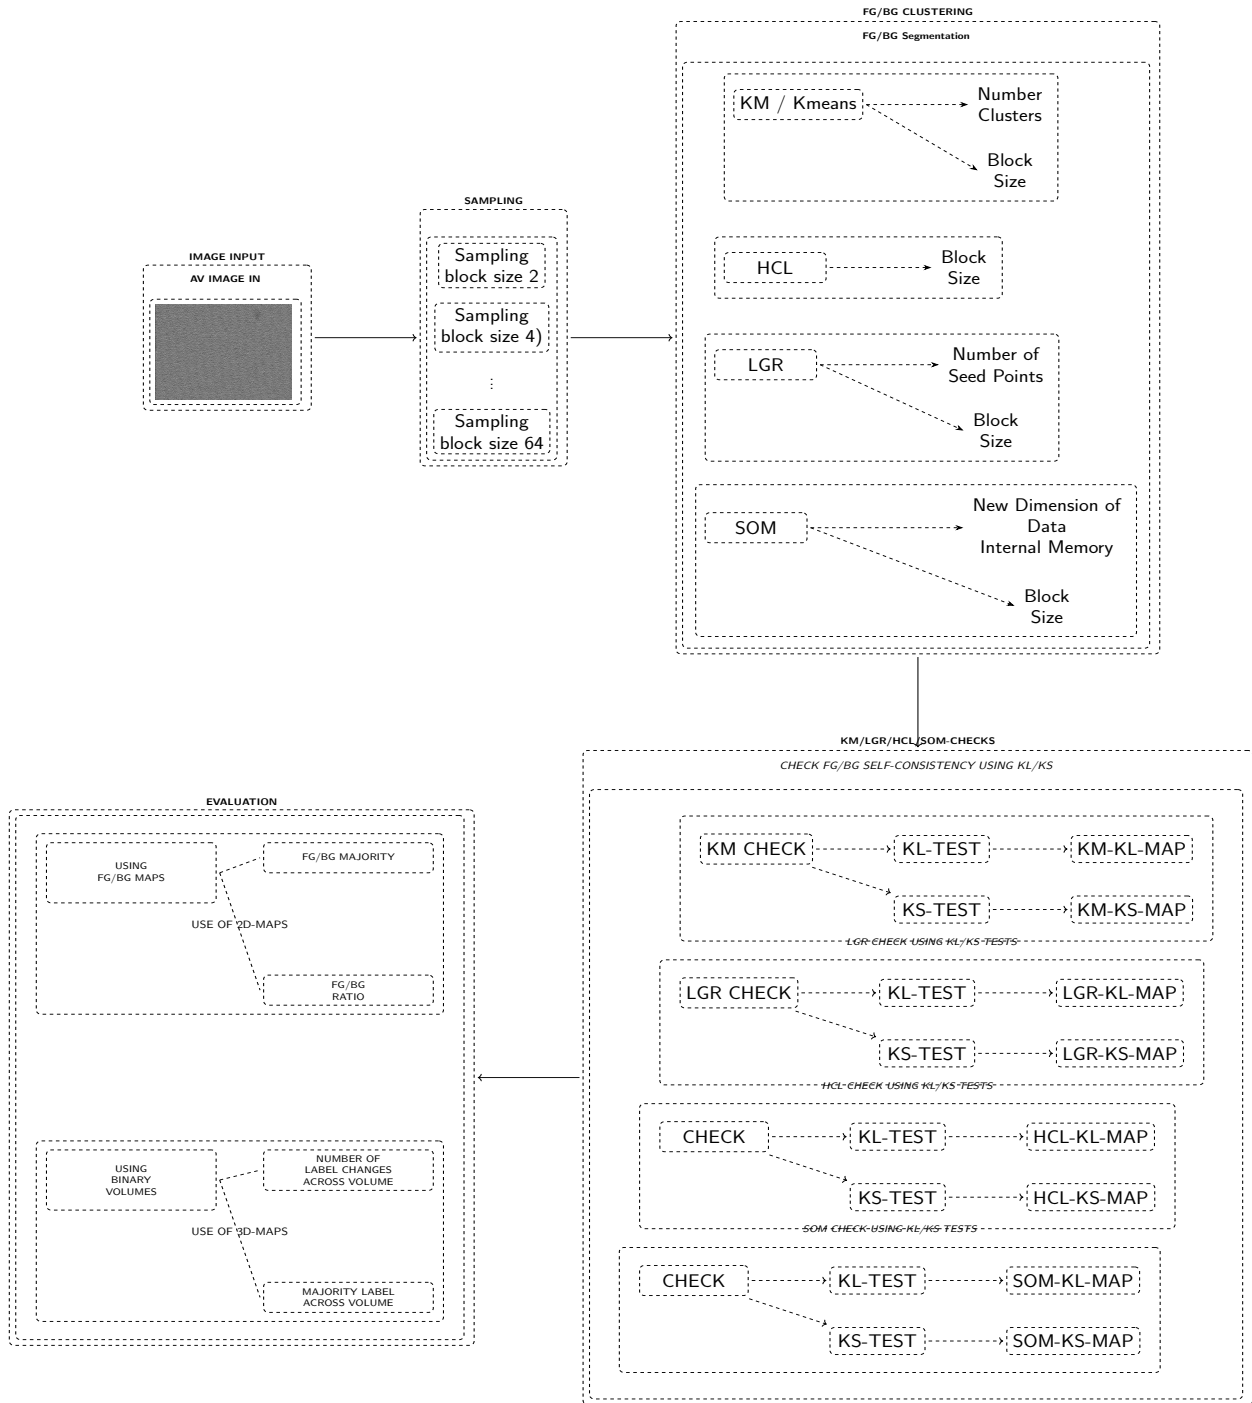 IMAGE INPUT
AV IMAGE IN
SAMPLING
Sampling
block size 2
Sampling
block size 4)
⋮
Sampling
block size 64
FG/BG CLUSTERING
FG/BG Segmentation
KM / Kmeans
Number
Clusters
Block
Size
HCL
Block
Size
LGR
Number of
Seed Points
Block
Size
SOM
New Dimension of
Data
Internal Memory
Block
Size
KM/LGR/HCL/SOM-CHECKS
CHECK FG/BG SELF-CONSISTENCY USING KL/KS
KM CHECK
KL-TEST
KM-KL-MAP
KS-TEST
KM-KS-MAP
LGR CHECK USING KL/KS TESTS
LGR CHECK
KL-TEST
LGR-KL-MAP
KS-TEST
LGR-KS-MAP
HCL CHECK USING KL/KS TESTS
CHECK
KL-TEST
HCL-KL-MAP
KS-TEST
HCL-KS-MAP
SOM CHECK USING KL/KS TESTS
CHECK
KL-TEST
SOM-KL-MAP
KS-TEST
SOM-KS-MAP
EVALUATION
USING
FG/BG MAPS
FG/BG MAJORITY
USE OF 2D-MAPS
FG/BG
RATIO
USING
BINARY
VOLUMES
NUMBER OF
LABEL CHANGES
ACROSS VOLUME
USE OF 3D-MAPS
MAJORITY LABEL
ACROSS VOLUME